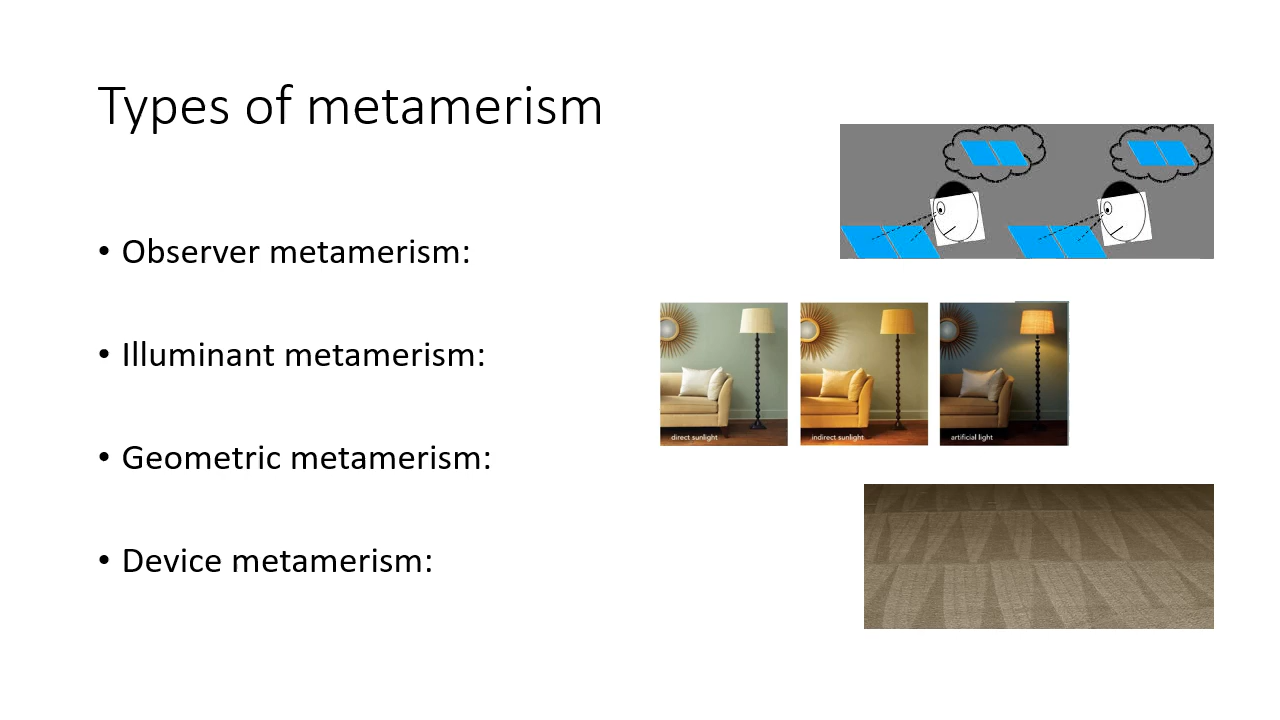 Types of metamerism
• Observer metamerism:
• Illuminant metamerism:
direct sunlight
indirect sunlight
artificial light
• Geometric metamerism:
• Device metamerism: